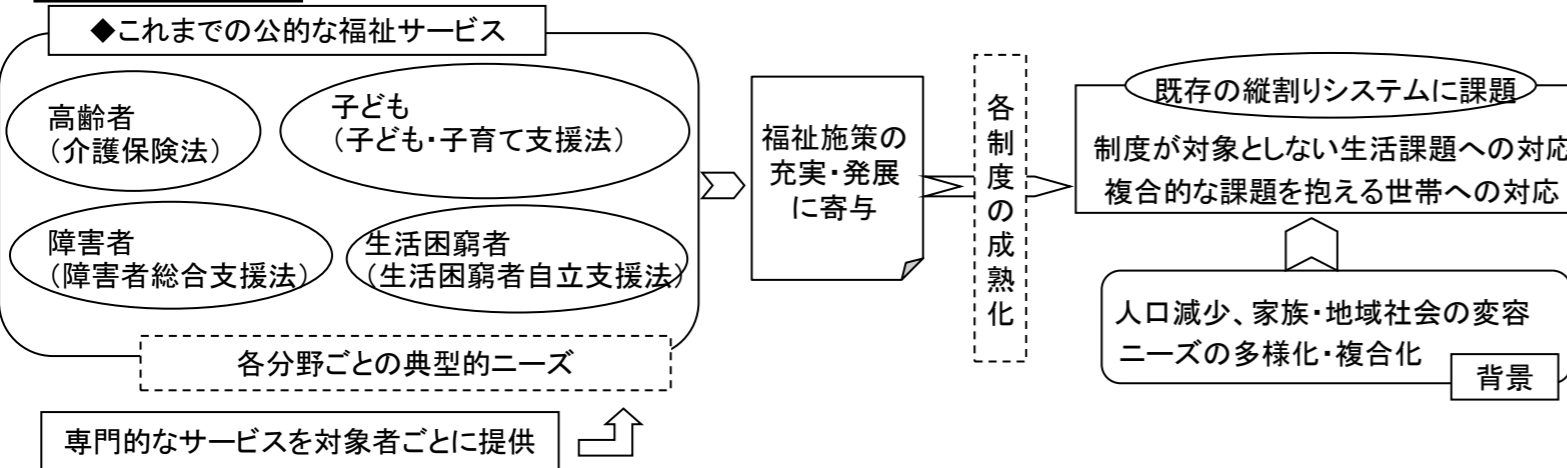 ◆これまでの公的な福祉サービス
高齢者
（介護保険法）
子ども
（子ども・子育て支援法）
障害者
（障害者総合支援法）
生活困窮者
（生活困窮者自立支援法）
各分野ごとの典型的ニーズ
専門的なサービスを対象者ごとに提供
福祉施策の
充実・発展
に寄与
各制度の成熟化
既存の縦割りシステムに課題
制度が対象としない生活課題への対応
複合的な課題を抱える世帯への対応
人口減少、家族・地域社会の変容
ニーズの多様化・複合化
背景